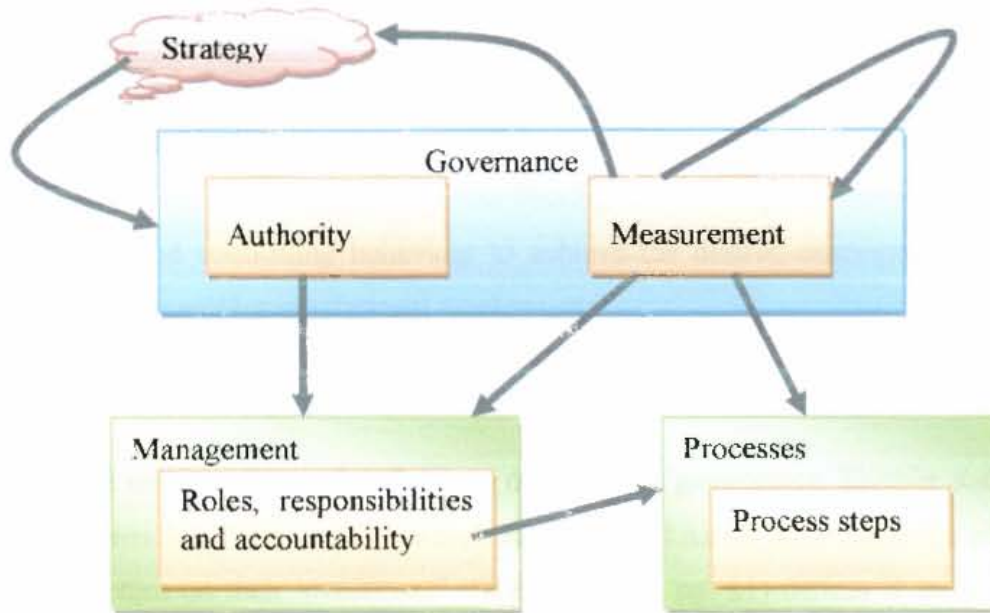 Strategy
Governance
Authority
Measurement
Management
Roles, responsibilities
and accountability
Processes
Process steps